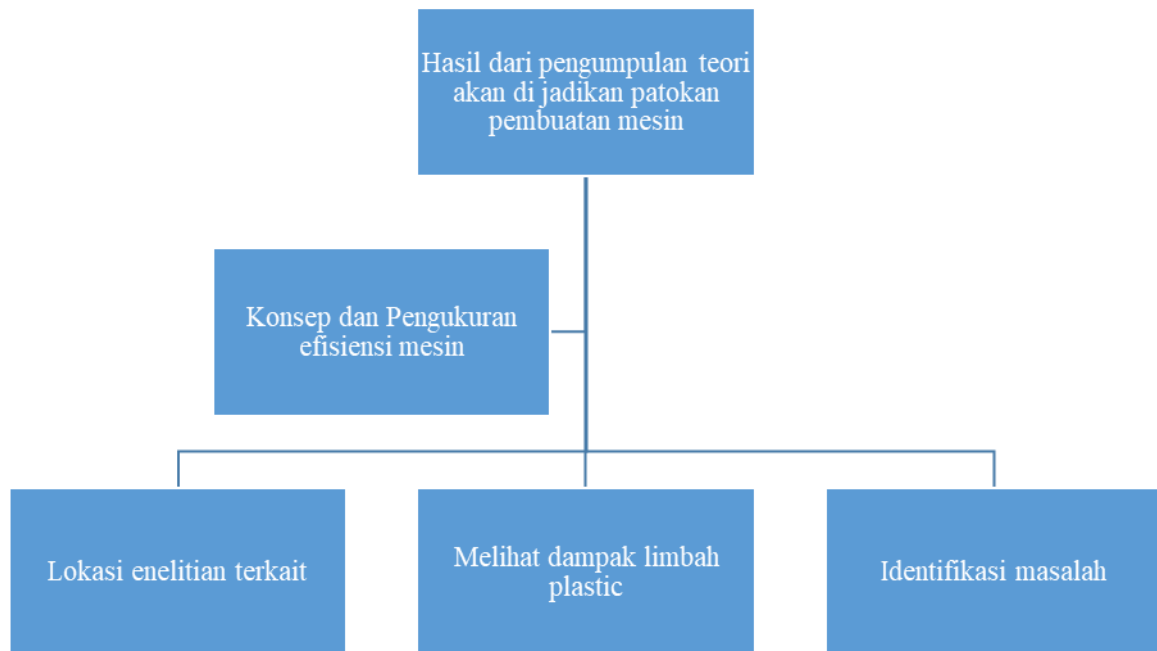 Hasil dari pengumpulan teori
akan di jadikan patokan
pembuatan mesin
Konsep dan Pengukuran
efisiensi mesin
Lokasi enelitian terkait
Melihat dampak limbah
plastic
Identifikasi masalah